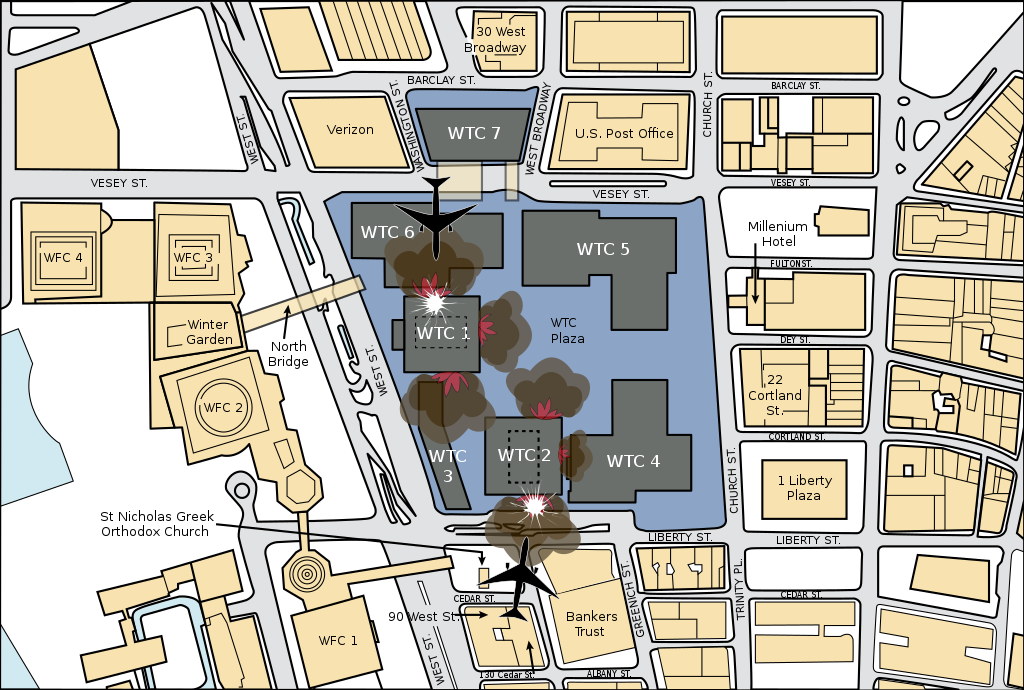 30 West
Broadway
BARCLAY ST.
BARCLAY ST.
WEST ST.
Verizon
WASHINGTON ST.
WTC 7
WEST BROADWAY
U.S. Post Office
CHURCH ST.
VESEY ST.
VESEY ST.
VESEY ST.
WFC 4
WFC 3
WTC 6
WTC 5
Millenium
Hotel
FULTONST.
Winter
Garden
North
Bridge
WTC 1
WTC
Plaza
DEY ST.
WEST ST.
WFC 2
22
Cortland
St.
CORTLAND ST.
WTC
3
WTC 2
WTC 4
CHURCH ST.
1 Liberty
Plaza
St Nicholas Greek
Orthodox Church
LIBERTY ST.
LIBERTY ST.
CEDAR ST.
CEDAR ST.
90 West St.
Bankers
Trust
GREENICH ST.
TRINITY PL.
WFC 1
WEST ST.
130 Cedar St.
ALBANY ST.